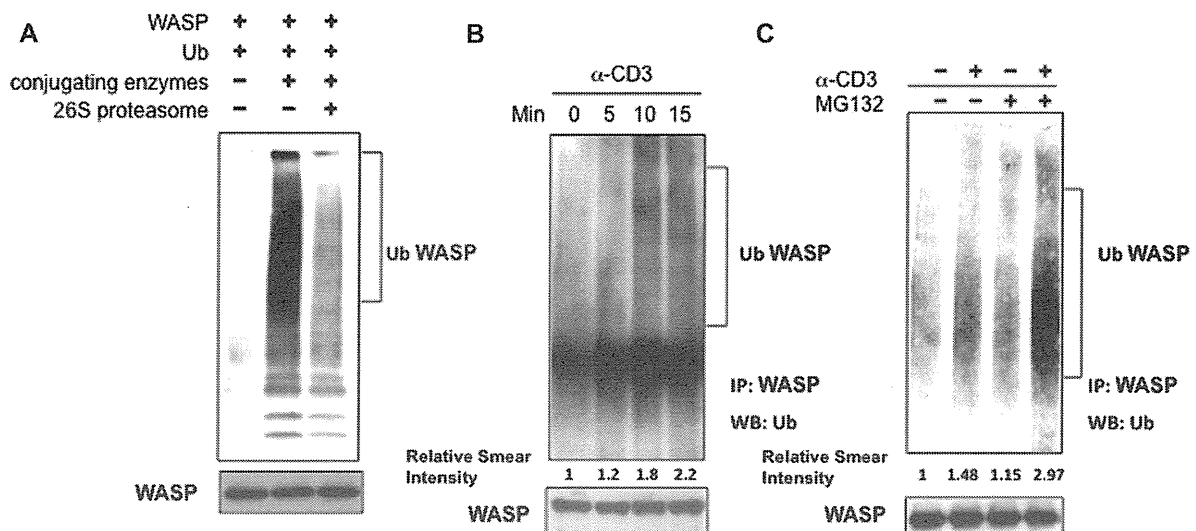 A
WASP + + +
Ub + + +
conjugating enzymes - + +
26S proteasome - - +
Ub WASP
WASP
B
α-CD3
Min 0 5 10 15
Ub WASP
IP: WASP
WB: Ub
Relative Smear
Intensity 1 1.2 1.8 2.2
WASP
C
α-CD3 - + - +
MG132 - - + +
Ub WASP
IP: WASP
WB: Ub
Relative Smear
Intensity 1 1.48 1.15 2.97
WASP